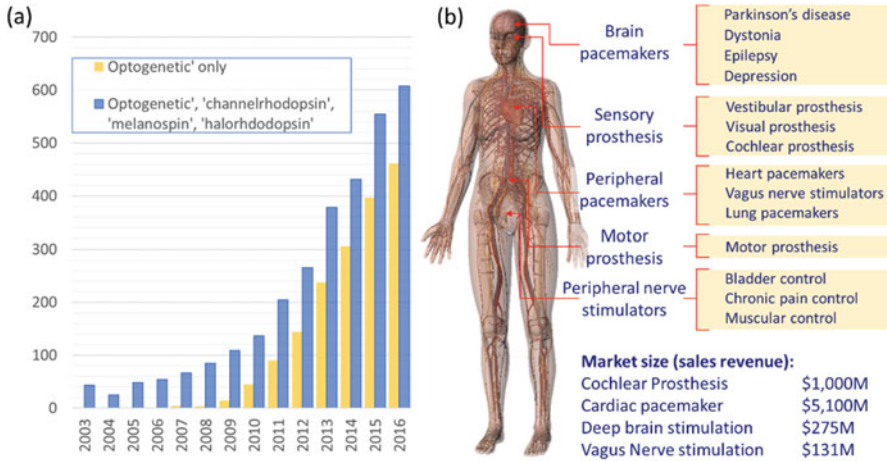 (a)
700
600
500
400
300
200
100
0
Optogenetic' only
Optogenetic', 'channelrhodopsin',
'melanospin', 'halorhdodopsin'
2003
2004
2005
2006
2007
2008
2009
2010
2011
2012
2013
2014
2015
2016
(b)
Brain
pacemakers
Parkinson's disease
Dystonia
Epilepsy
Depression
Sensory
prosthesis
Vestibular prosthesis
Visual prosthesis
Cochlear prosthesis
Peripheral
pacemakers
Heart pacemakers
Vagus nerve stimulators
Lung pacemakers
Motor
prosthesis
Motor prosthesis
Peripheral nerve
stimulators
Bladder control
Chronic pain control
Muscular control
Market size (sales revenue):
Cochlear Prosthesis $1,000M
Cardiac pacemaker $5,100M
Deep brain stimulation $275M
Vagus Nerve stimulation $131M